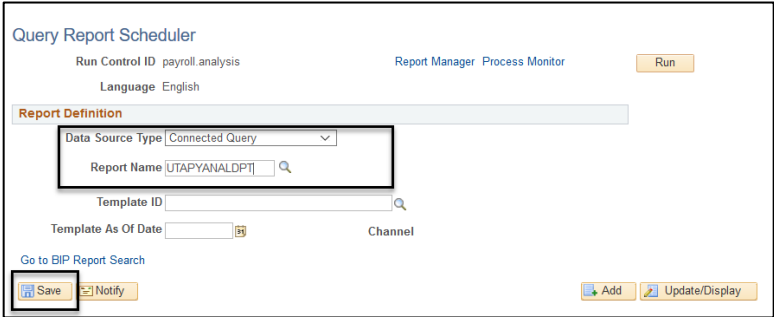 Query Report Scheduler
Run Control ID payroll.analysis Report Manager Process Monitor Run
Language English
Report Definition
Data Source Type Connected Query
Report Name UTAPYANALDPT
Template ID
Template As Of Date 31 Channel
Go to BIP Report Search
Save Notify Add Update/Display